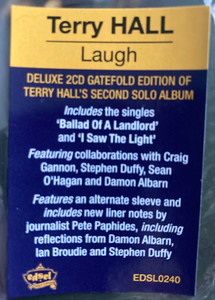 Terry HALL
Laugh
DELUXE 2CD GATEFOLD EDITION OF
TERRY HALL'S SECOND SOLO ALBUM
Includes the singles
'Ballad Of A Landlord'
and 'I Saw The Light'
Featuring collaborations with Craig
Gannon, Stephen Duffy, Sean
O'Hagan and Damon Albarn
Features an alternate sleeve and
includes new liner notes by
journalist Pete Paphides, including
reflections from Damon Albarn,
Ian Broudie and Stephen Duffy
edsel
EDSL0240